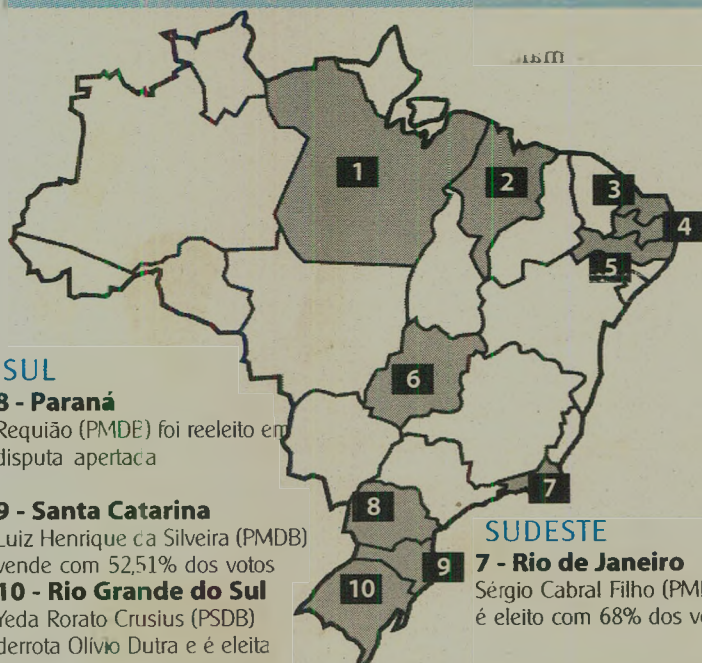 1
2
3
4
5
6
7
8
9
10
SUL
8 - Paraná
Requião (PMDE) foi reeleito em
disputa apertada
9 - Santa Catarina
Luiz Henrique da Silveira (PMDB)
vende com 52,51% dos votos
10 - Rio Grande do Sul
Yeda Rorato Crusius (PSDB)
derrota Olívio Dutra e é eleita
SUDESTE
7 - Rio de Janeiro
Sérgio Cabral Filho
é eleito com 68% dos